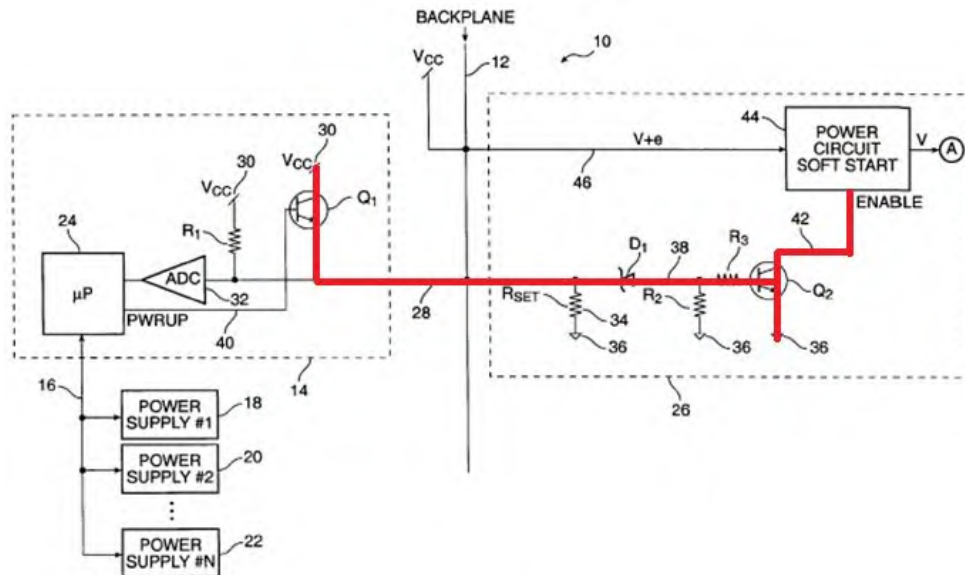 BACKPLANE
10
VCC
12
30
VCC
30
VCC
Q1
R1
24
μP
ADC
32
PWRUP
40
28
14
16
POWER
SUPPLY #1
18
POWER
SUPPLY #2
20
POWER
SUPPLY #N
22
44
POWER
CIRCUIT
SOFT START
V+e
46
V
A
ENABLE
42
D1
38
R3
RSET
34
R2
Q2
36
36
36
26